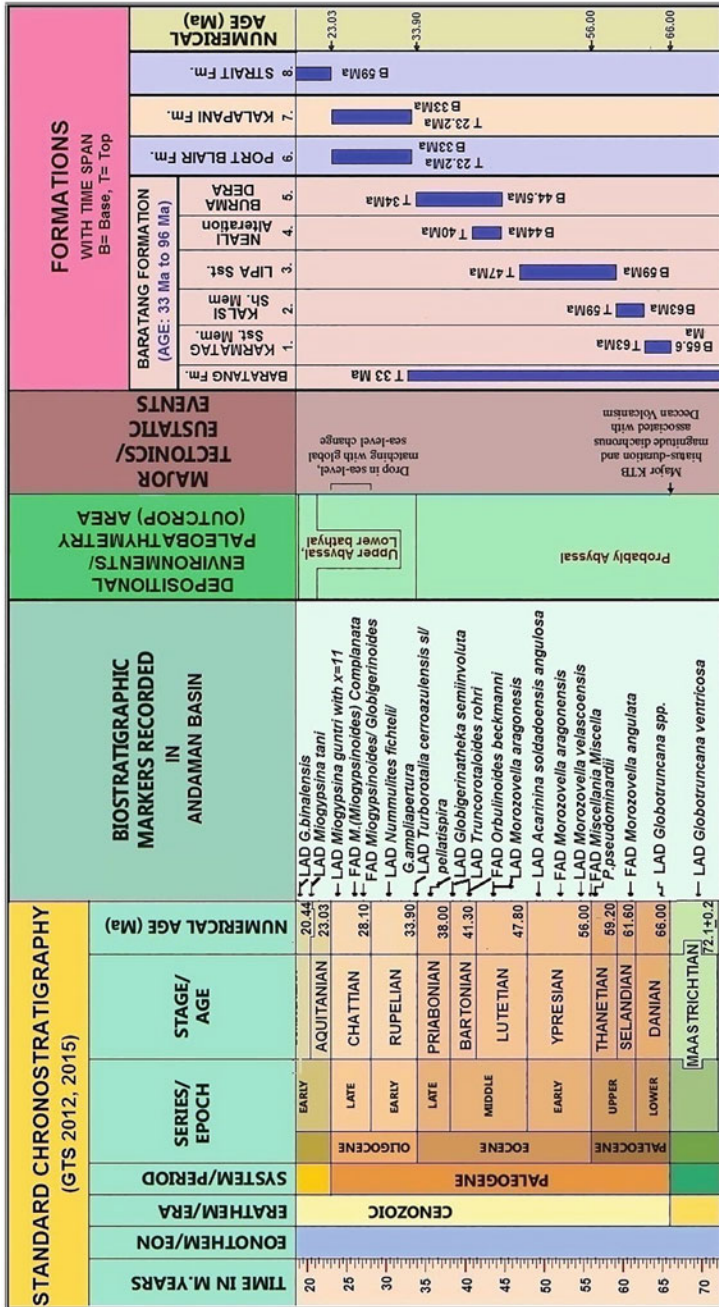 STANDARD CHRONOSTRATIGRAPHY
(GTS 2012, 2015)
TIME IN M.YEARS
EONOTHEM/EON
ERATHEM/ERA
SYSTEM/PERIOD
SERIES/
EPOCH
STAGE/
AGE
NUMERICAL AGE (Ma)
BIOSTRATIGRAPHIC
MARKERS RECORDED
IN
ANDAMAN BASIN
DEPOSITIONAL
ENVIRONMENTS/
PALEOBATHYMETRY
(OUTCROP) AREA
MAJOR
TECTONICS/
EUSTATIC
EVENTS
FORMATIONS
WITH TIME SPAN
B= Base, T= Top
BARATANG FORMATION
(AGE: 33 Ma to 96 Ma)
BARATANG Fm.
1. KARMATAG
Sst. Mem.
2. KALSI
Sh. Mem
3. LIPA Sst.
4. NEALI
Alteration
5. BURMA
DERA
6. PORT BLAIR Fm.
7. KALAPANI Fm.
8. STRAIT Fm.
NUMERICAL
AGE (Ma)
20
25
30
35
40
45
50
55
60
65
70
CENOZOIC
PALEOGENE
OLIGOCENE
EOCENE
PALEOCENE
EARLY
LATE
EARLY
LATE
MIDDLE
EARLY
UPPER
LOWER
AQUITANIAN
CHATTIAN
RUPELIAN
PRIABONIAN
BARTONIAN
LUTETIAN
YPRESIAN
THANETIAN
SELANDIAN
DANIAN
MAASTRICHTIAN
20.44
23.03
28.10
33.90
38.00
41.30
47.80
56.00
59.20
61.60
66.00
72.1+0.2
LAD G.binalensis
LAD Miogypsina tani
LAD Miogypsina guntri with x=11
FAD M.(Miogypsinoides) Complanata
FAD Miogypsinoides/ Globigerinoides
LAD Nummulites fichteli/
G.ampliapertura
LAD Turborotalia cerroazulensis sl/
pellatispira
LAD Globigerinatheka semiinvoluta
LAD Truncorotaloides rohri
FAD Orbulinoides beckmanni
LAD Morozovella aragonesis
LAD Acarinina soldadoensis angulosa
FAD Morozovella aragonensis
LAD Morozovella velascoensis
FAD Miscellania Miscella
P.pseudominardii
FAD Morozovella angulata
LAD Globotruncana spp.
LAD Globotruncana ventricosa
Upper Abyssal,
Lower bathyal
Probably Abyssal
Drop in sea-level,
matching with global
sea-level change
Major KTB
hiatus-duration and
magnitude diachronus
associated with
Deccan Volcanism
T 33 Ma
T63Ma
B 65.6
Ma
T 59Ma
B63Ma
T47Ma
B59Ma
T 40Ma
B 44Ma
T 34Ma
B 44.5Ma
T 23.2Ma
B 33Ma
T 23.2Ma
B 33Ma
B 59Ma
23.03
33.90
56.00
66.00